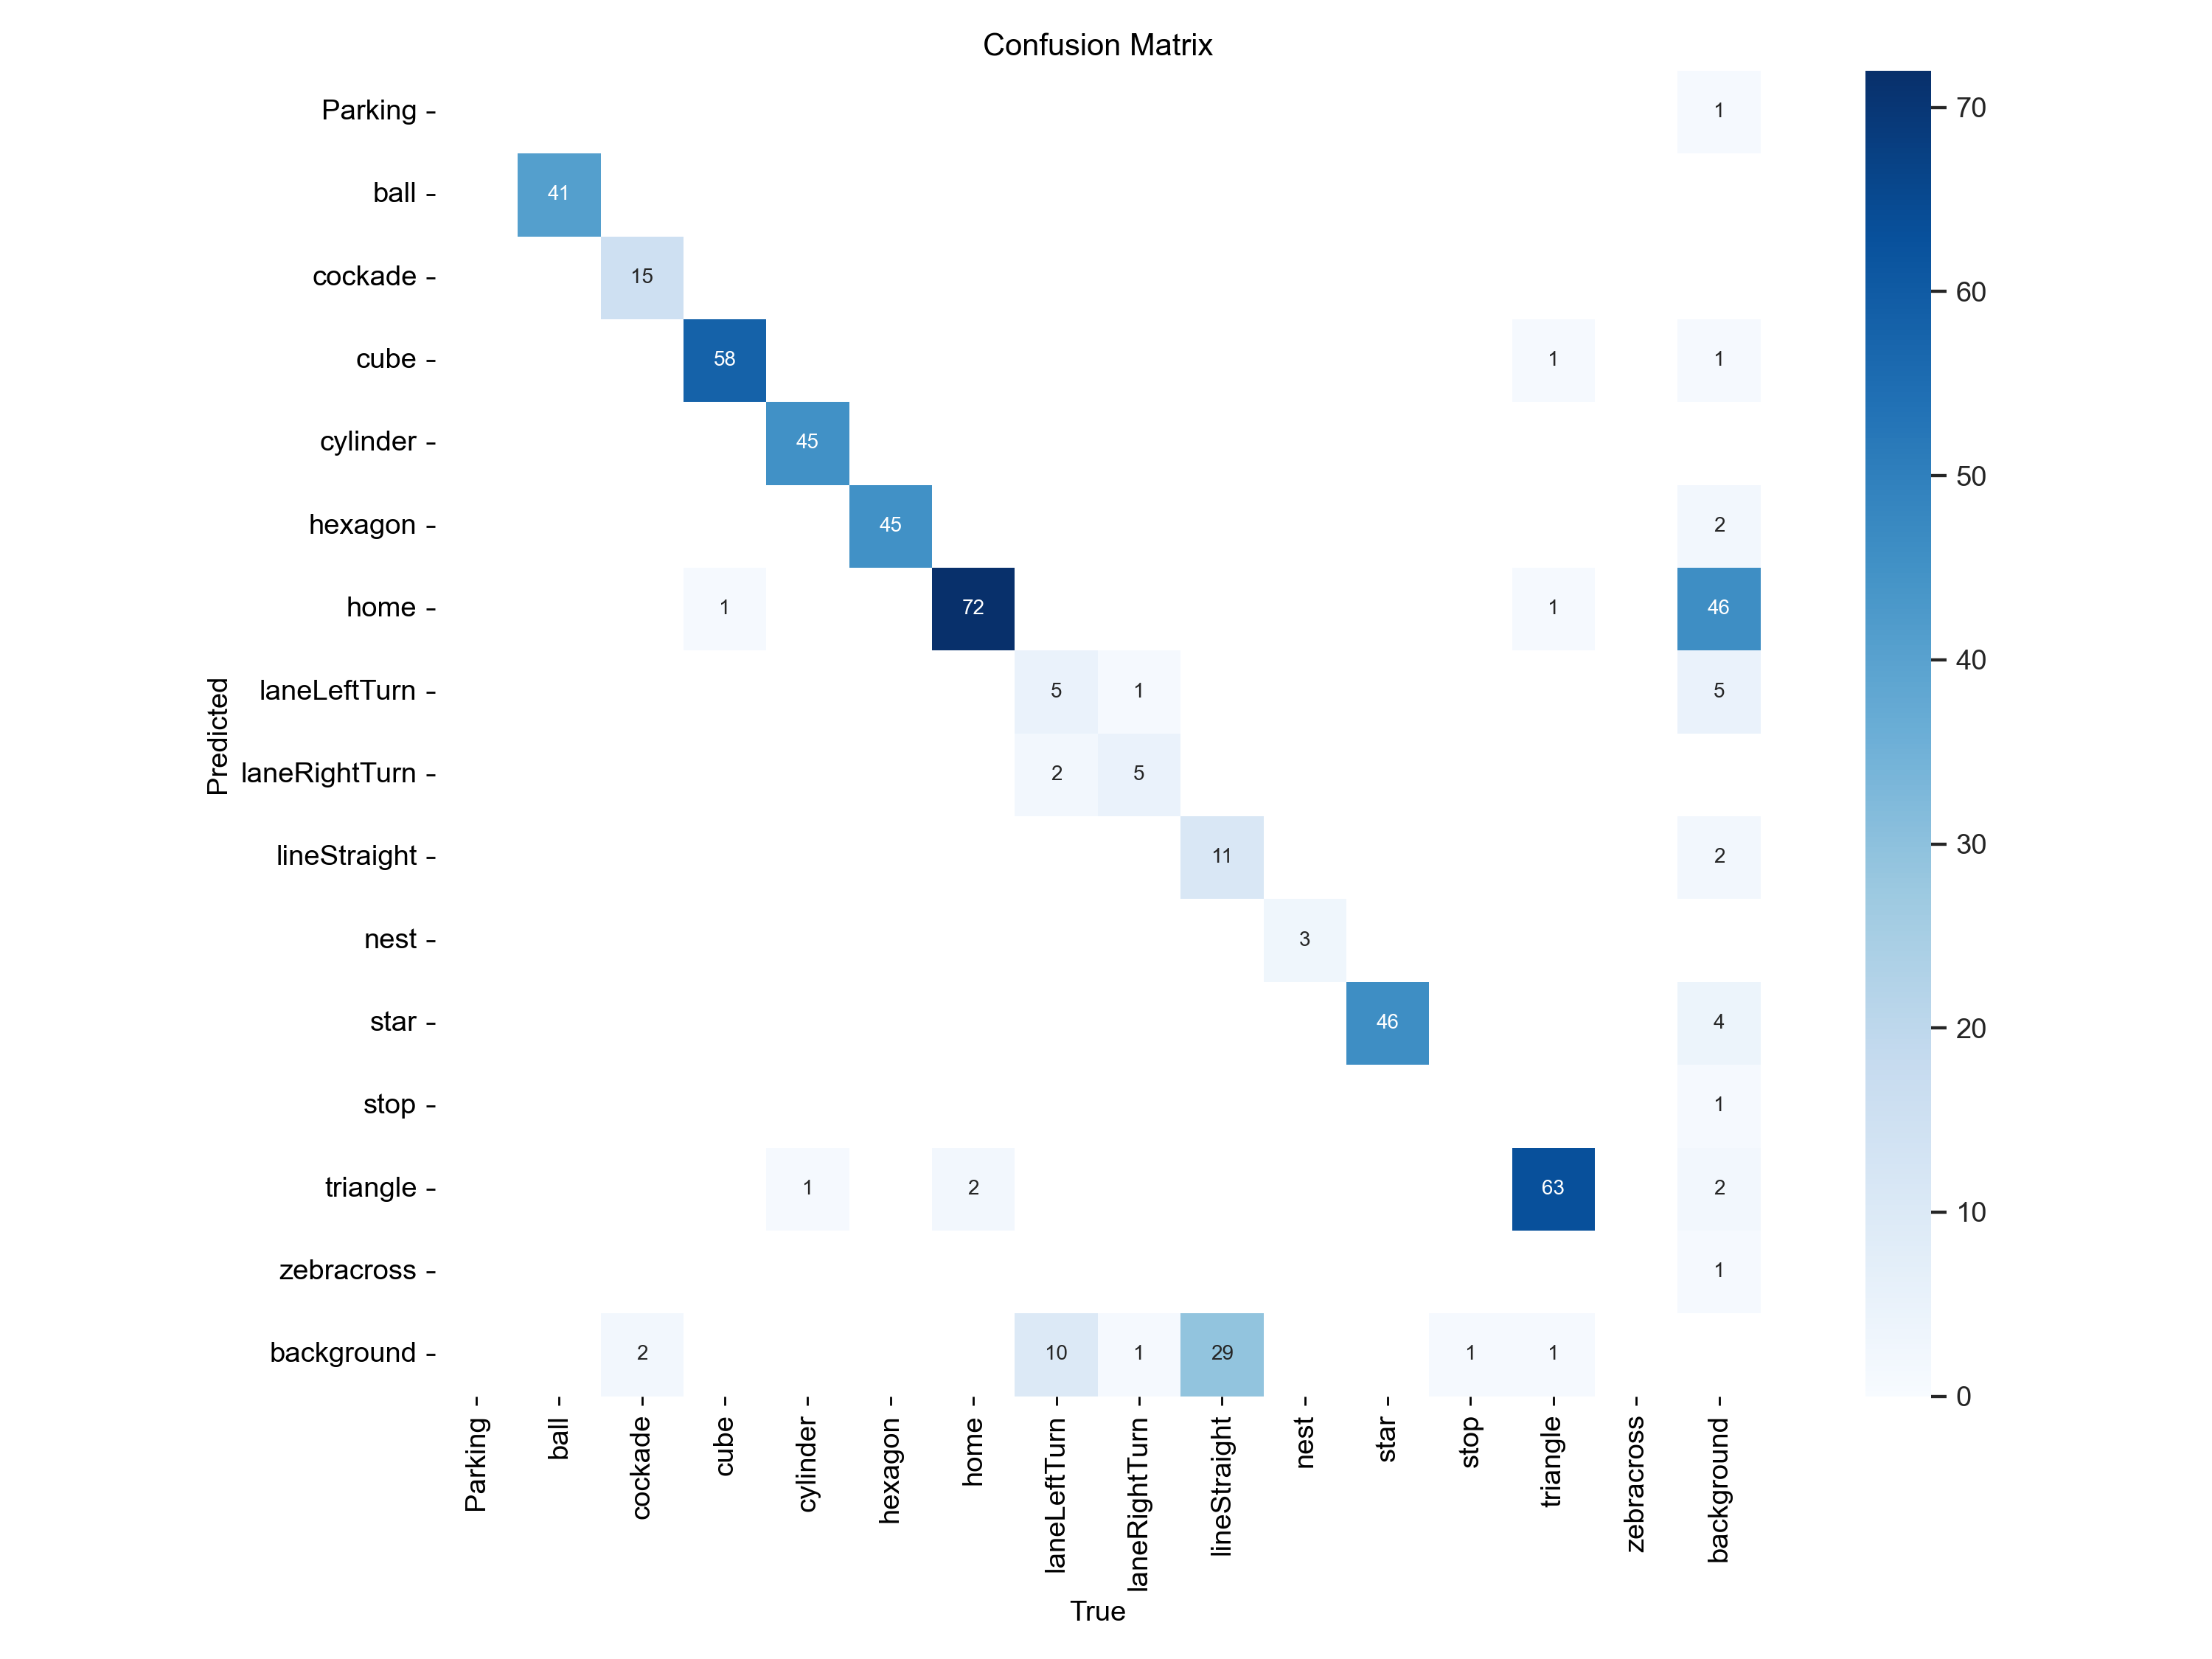 Confusion Matrix
Parking 1
ball 41
cockade 15
cube 58 1 1
cylinder 45
hexagon 45 2
home 1 72 1 46
laneLeftTurn 5 1 5
laneRightTurn 2 5
lineStraight 11 2
nest 3
star 46 4
stop 1
triangle 1 2 63 2
zebracross 1
background 2 10 1 29 1 1
Predicted
Parking
ball
cockade
cube
cylinder
hexagon
home
laneLeftTurn
laneRightTurn
lineStraight
nest
star
stop
triangle
zebracross
background
True
70
60
50
40
30
20
10
0